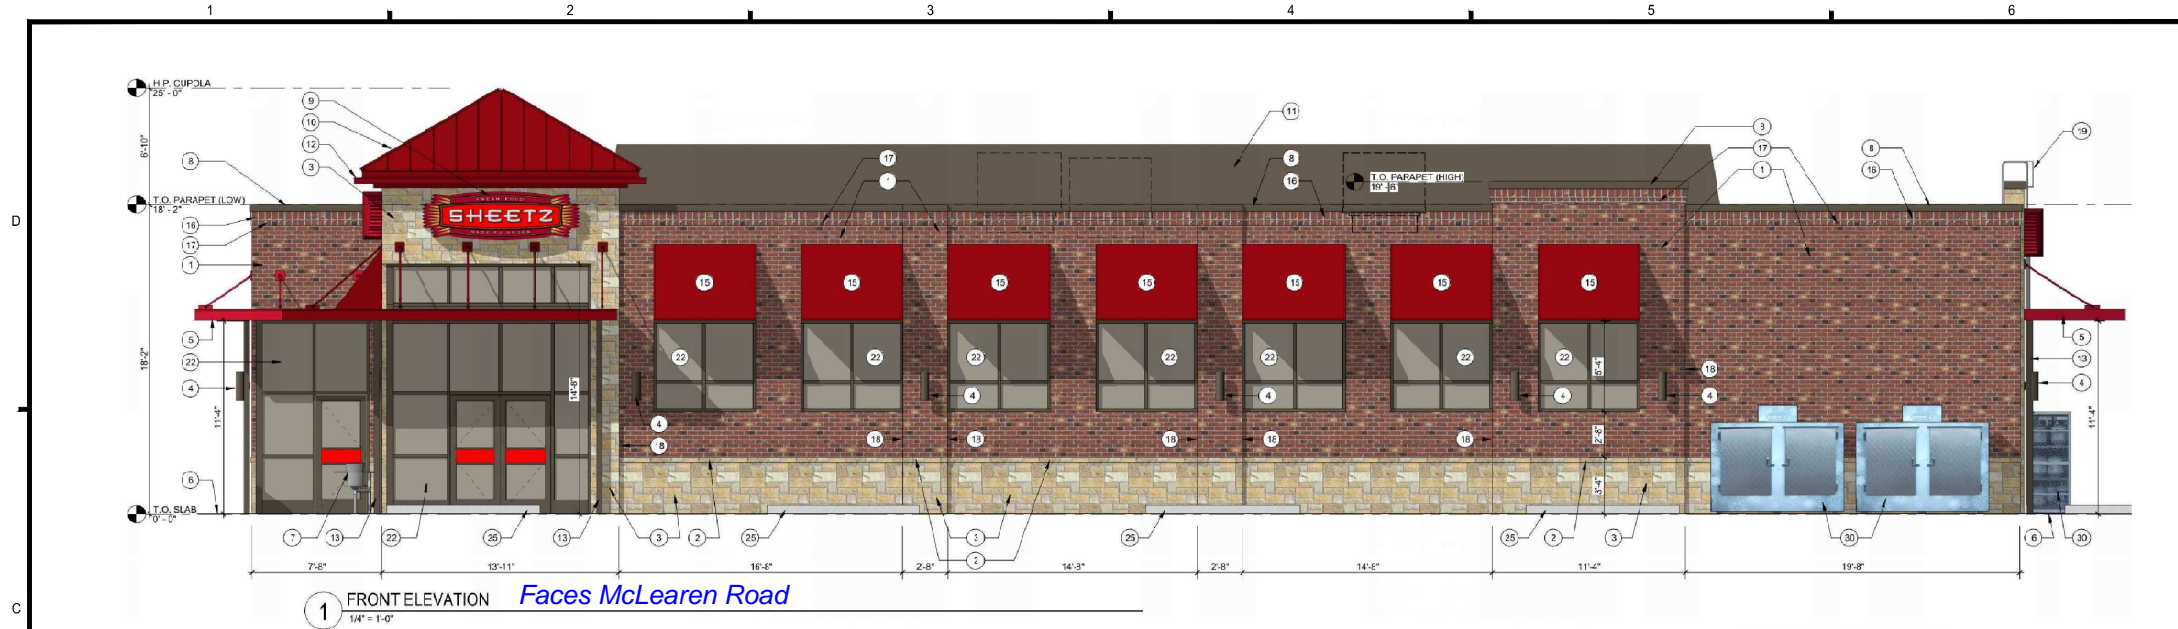 1 2 3 4 5 6
H.P. CUPOLA
25' - 0"
9
10
11
12
3
8
17
19
6'-10"
8
17
1
8
16
T.O. PARAPET (HIGH)
19' - 6"
1
8
16
T.O. PARAPET (LOW)
18' - 2"
FRESH FOOD
SHEETZ
MADE TO ORDER
D
16
17
1
15 15 15 15 15 15 15
5
22
4
18'-2"
11'-4"
14'-8"
22 22 22 22 22 22 22
5'-4"
18
4 4 4 4 4
4
18 18 18 18 18 18
2'-8"
3'-4"
5
13
4
11'-4"
6
T.O. SLAB
0' - 0"
7 13 22 25 13 3 2 25 3 2 25 25 2 3 30 6 30
7'-8" 13'-11" 16'-8" 2'-8" 14'-8" 2'-8" 14'-8" 11'-4" 19'-8"
C
1 FRONT ELEVATION Faces McLearen Road
1/4" = 1'-0"